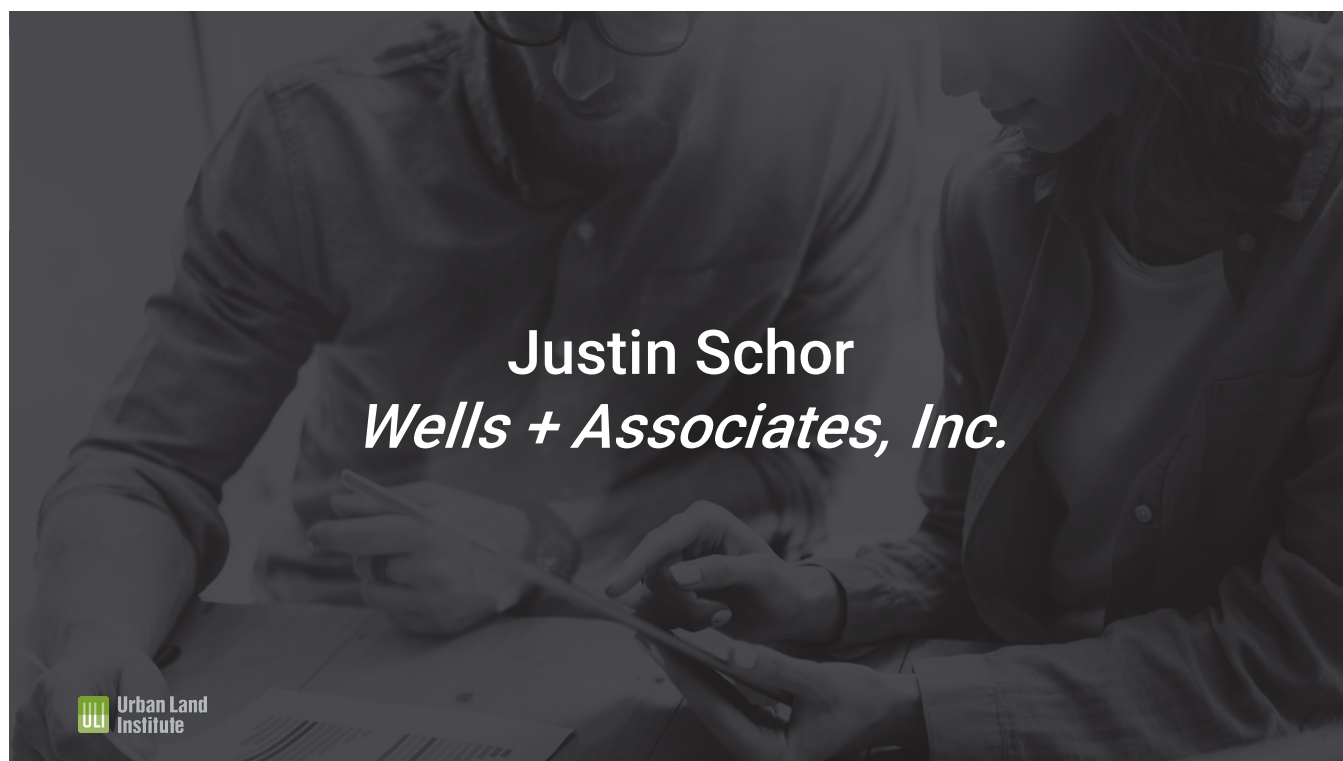 Justin Schor
Wells + Associates, Inc.
ULI
Urban Land
Institute